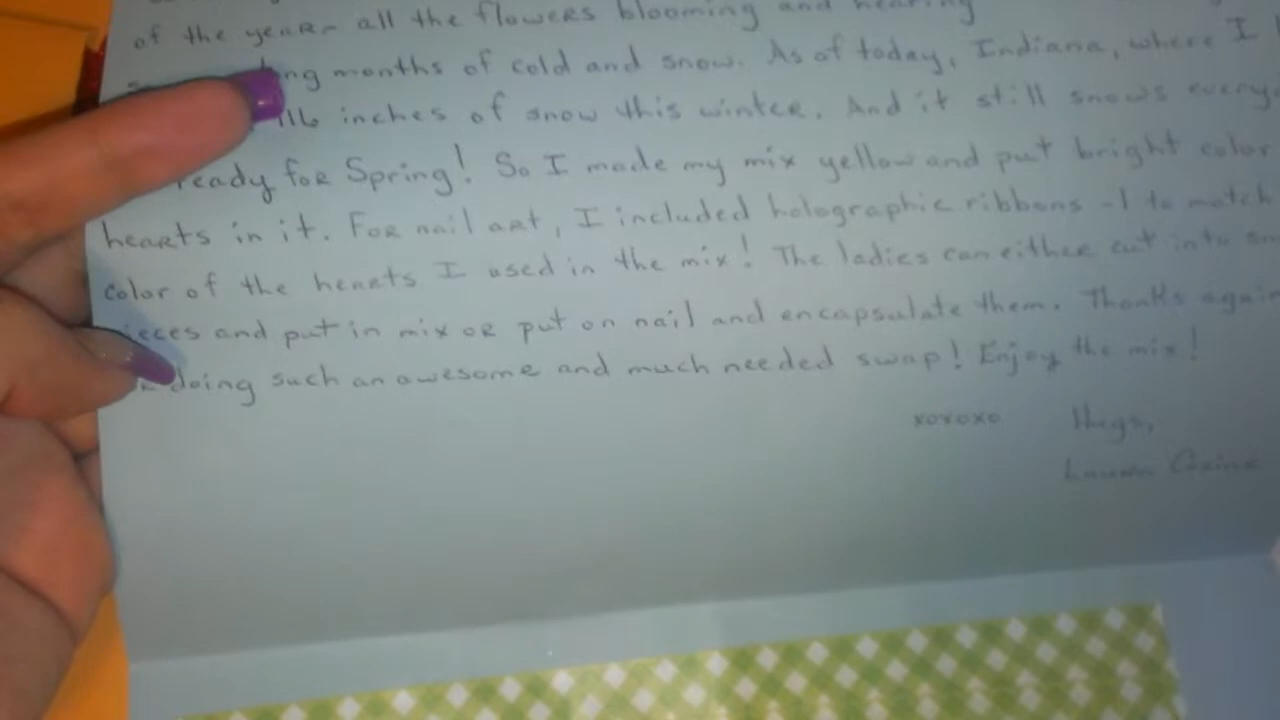 of the year - all the flowers blooming and hearing
long months of cold and snow. As of today, Indiana, where I
116 inches of snow this winter. And it still snows
ready for Spring! So I made my mix yellow and put bright color
hearts in it. For nail art, I included holographic ribbons - 1 to match
color of the hearts I used in the mix! The ladies can either cut into
pieces and put in mix or put on nail and encapsulate them. Thanks again
doing such an awesome and much needed swap! Enjoy the mix!
xoxoxo Hugs,